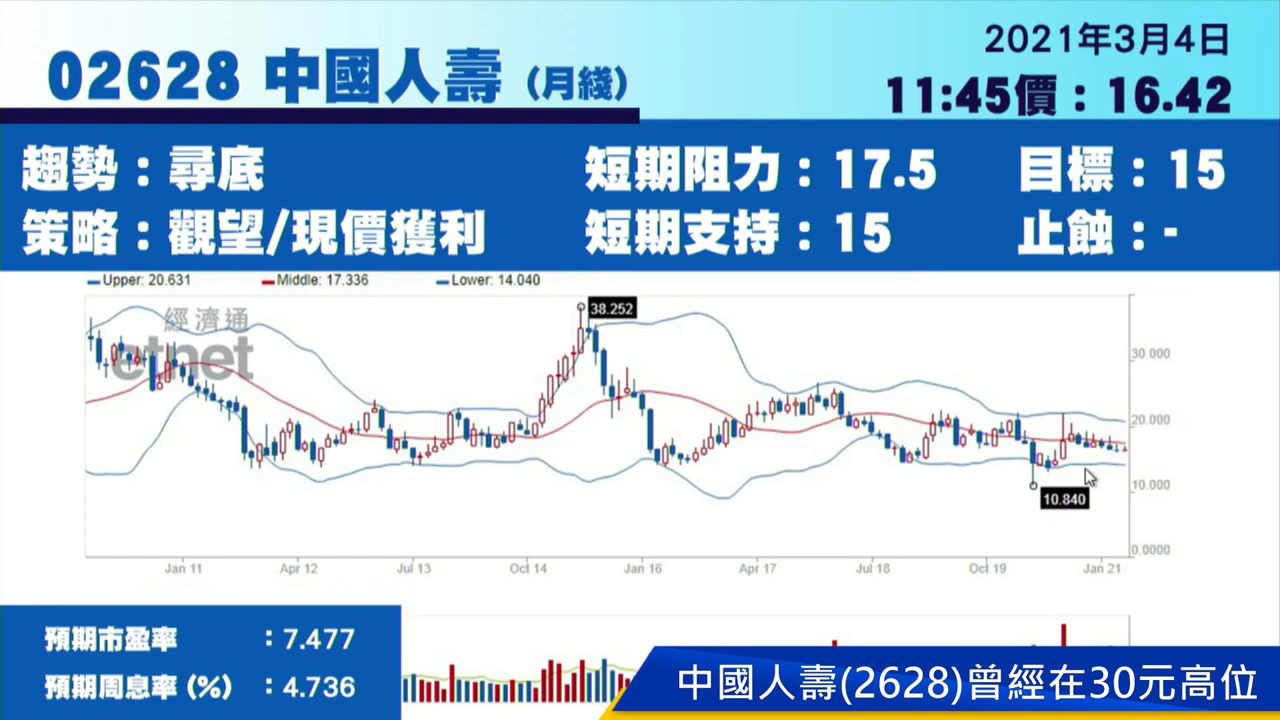 02628 中國人壽 (月綫)
2021年3月4日
11:45價：16.42
趨勢：尋底
短期阻力：17.5
目標：15
策略：觀望/現價獲利
短期支持：15
止蝕：-
Upper: 20.631
Middle: 17.336
Lower: 14.040
經濟通
etnet
38.252
10.840
30.000
20.000
10.000
0.0000
Jan 11
Apr 12
Jul 13
Oct 14
Jan 16
Apr 17
Jul 18
Oct 19
Jan 21
預期市盈率：7.477
預期周息率 (%)：4.736
中國人壽(2628)曾經在30元高位